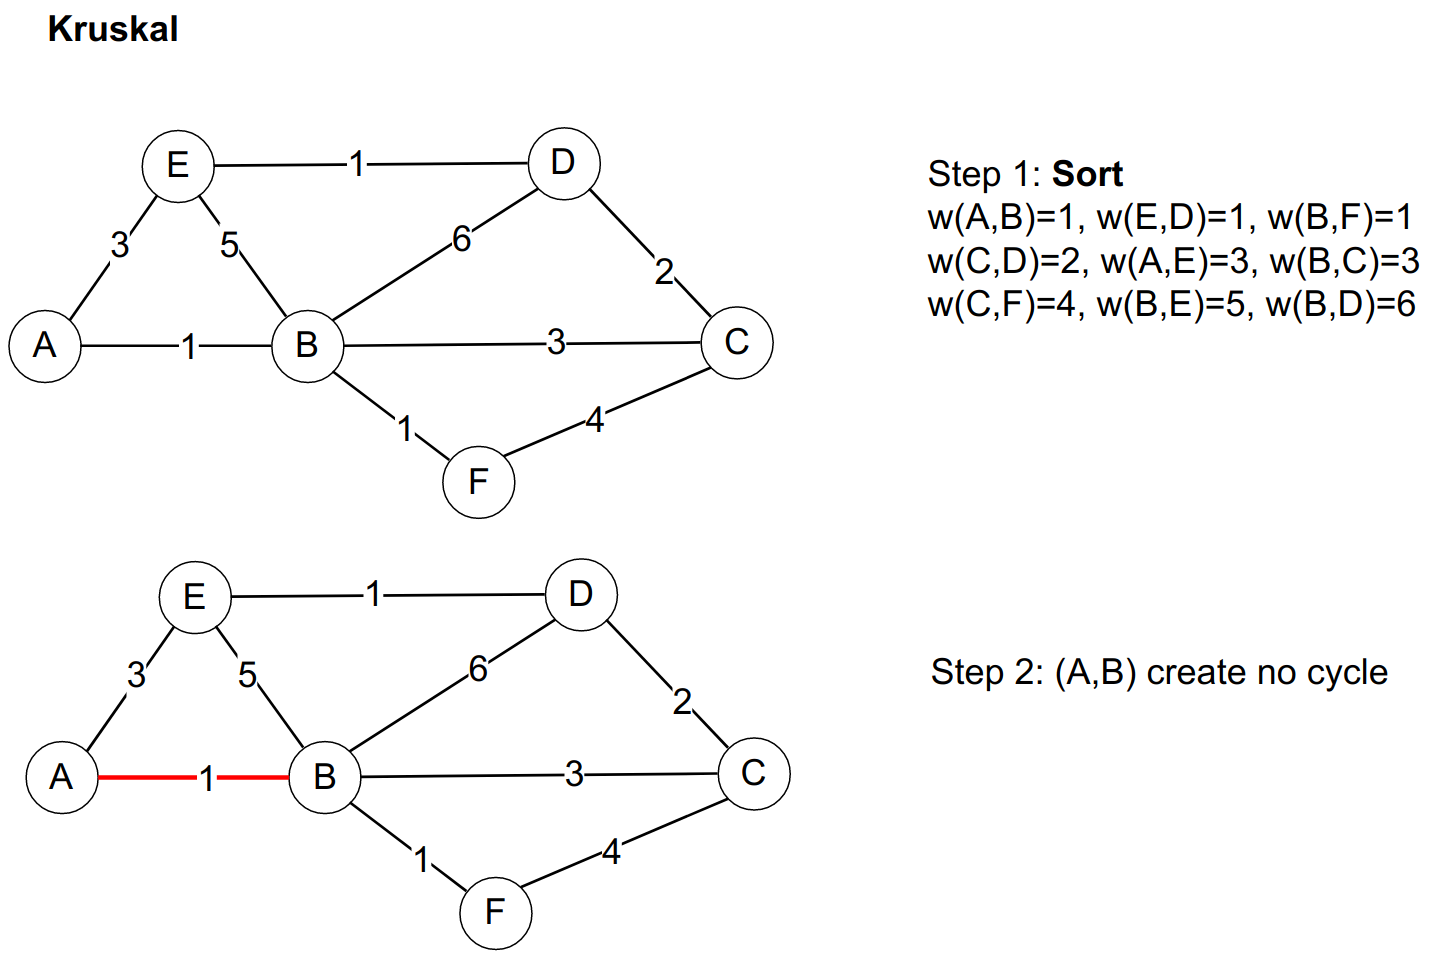 Kruskal
E 1 D
3 5 6 2
A 1 B 3 C
1 4
F
Step 1: Sort
w(A,B)=1, w(E,D)=1, w(B,F)=1
w(C,D)=2, w(A,E)=3, w(B,C)=3
w(C,F)=4, w(B,E)=5, w(B,D)=6
E 1 D
3 5 6 2
A 1 B 3 C
1 4
F
Step 2: (A,B) create no cycle